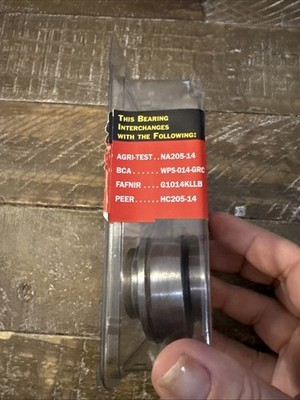 THIS BEARING
INTERCHANGES
WITH THE FOLLOWING:
AGRI-TEST..NA205-14
BCA......WPS-014-GRC
FAFNIR....G1014KLLB
PEER......HC205-14